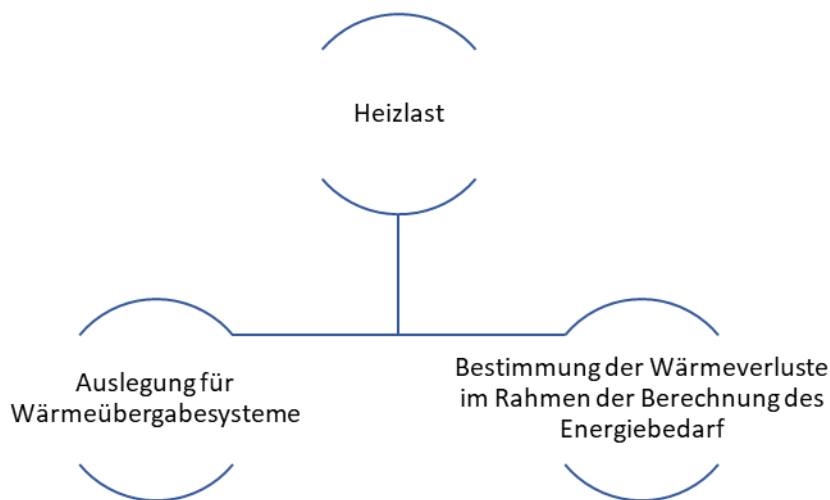 Heizlast
Auslegung für
Wärmeübergabesysteme
Bestimmung der Wärmeverluste
im Rahmen der Berechnung des
Energiebedarf